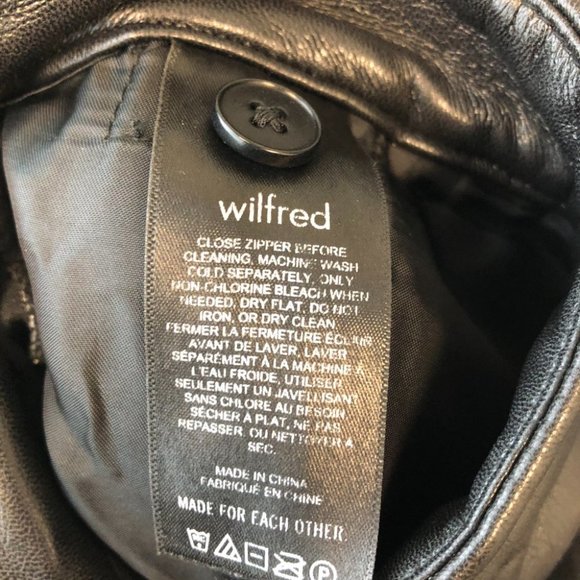 wilfred
CLOSE ZIPPER BEFORE
CLEANING, MACHINE WASH
COLD SEPARATELY, ONLY
NON-CHLORINE BLEACH WHEN
NEEDED, DRY FLAT, DO NOT
IRON, OR DRY CLEAN.
FERMER LA FERMETURE ÉCLAIR
AVANT DE LAVER, LAVER
SÉPARÉMENT À LA MACHINE À
L'EAU FROIDE, UTILISER
SEULEMENT UN JAVELLISANT
SANS CHLORE AU BESOIN,
SÉCHER À PLAT, NE PAS
REPASSER, OU NETTOYER À
SEC.
MADE IN CHINA
FABRIQUÉ EN CHINE
MADE FOR EACH OTHER.
P